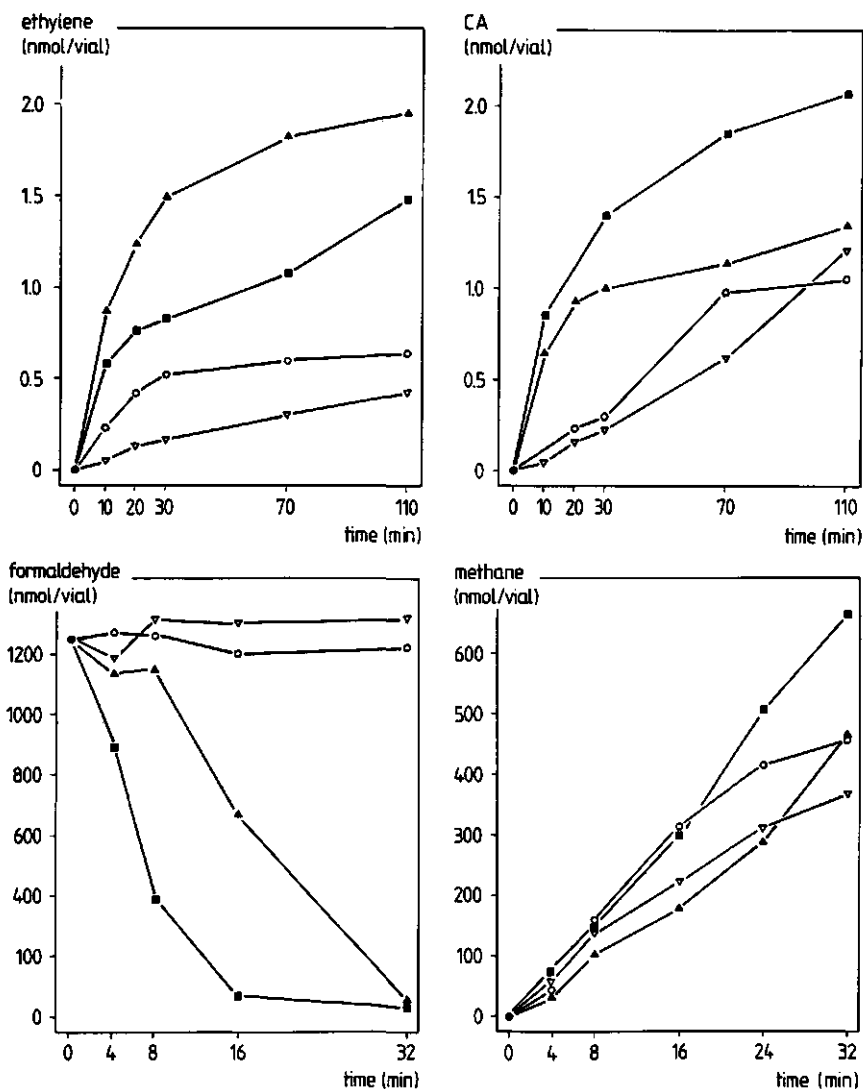 ethylene
(nmol/vial)
2.0
1.5
1.0
0.5
0
0 10 20 30 70 110
time (min)
CA
(nmol/vial)
2.0
1.5
1.0
0.5
0
0 10 20 30 70 110
time (min)
formaldehyde
(nmol/vial)
1200
1000
800
600
400
100
0
0 4 8 16 32
time (min)
methane
(nmol/vial)
600
500
400
300
200
100
0
0 4 8 16 24 32
time (min)